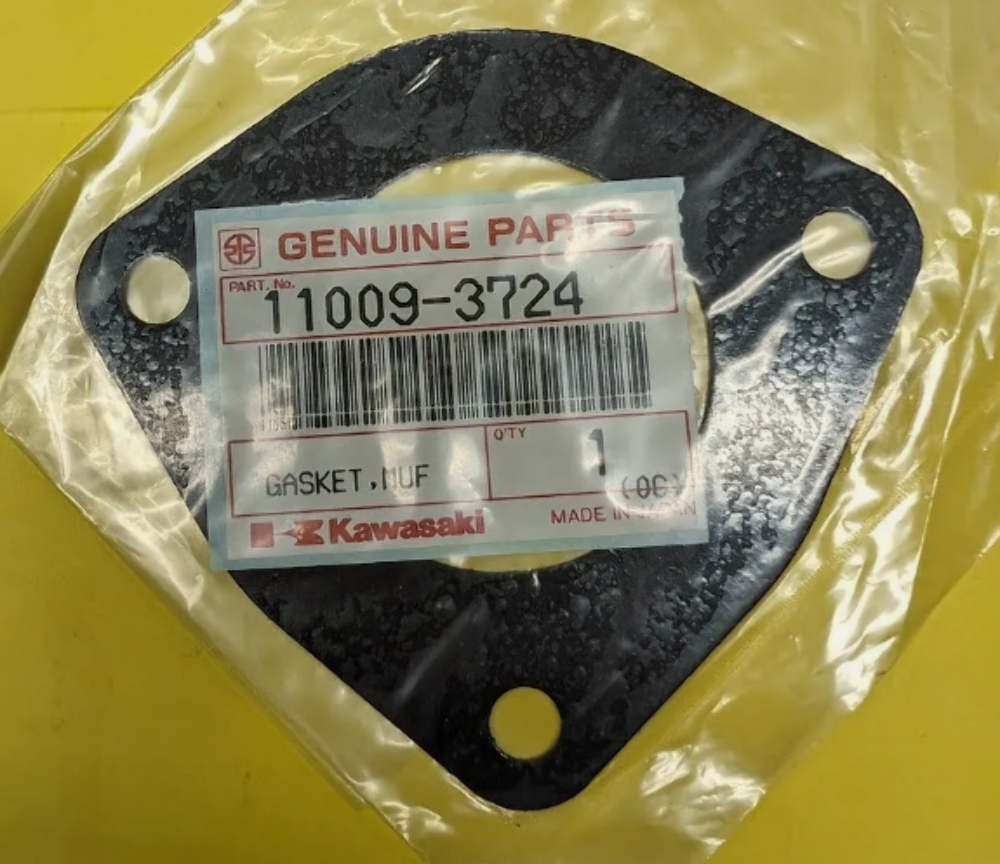 GENUINE PARTS
PART. No.
11009-3724
Q'TY
GASKET,MUF
1
Kawasaki
MADE IN JAPAN